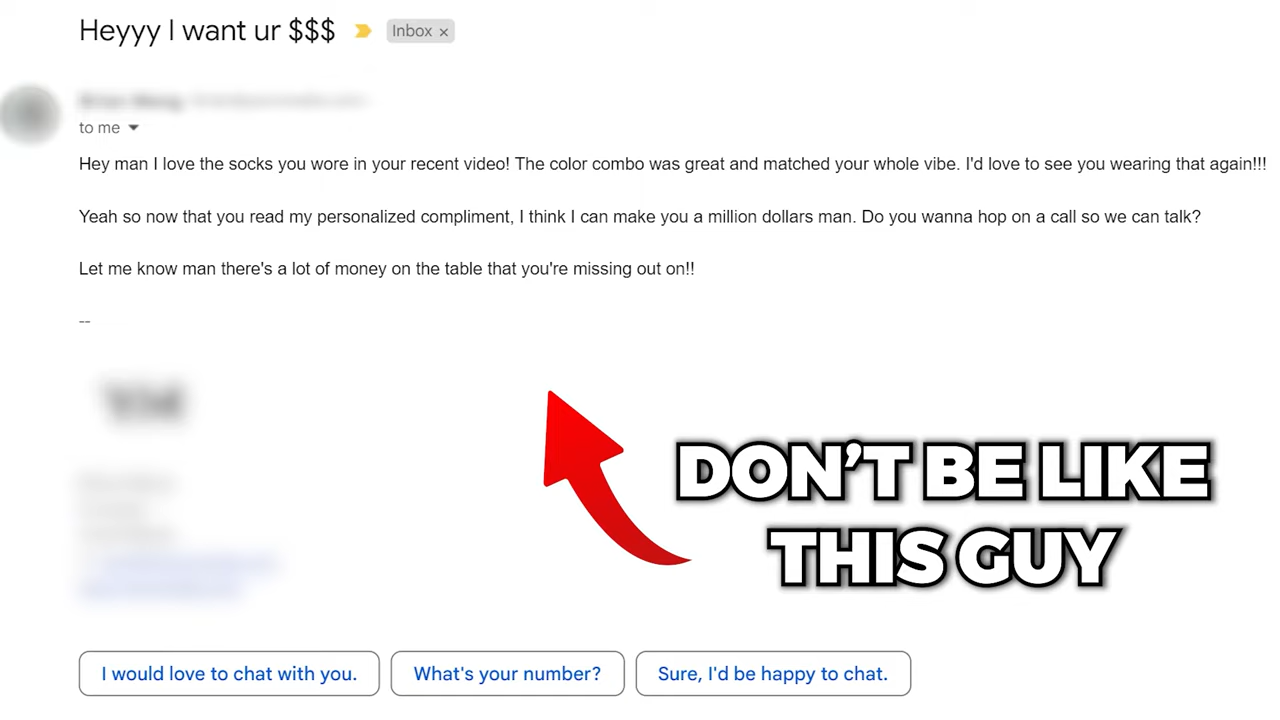 Heyyy I want ur $$$
Inbox ×
to me
Hey man I love the socks you wore in your recent video! The color combo was great and matched your whole vibe. I'd love to see you wearing that again!!!
Yeah so now that you read my personalized compliment, I think I can make you a million dollars man. Do you wanna hop on a call so we can talk?
Let me know man there's a lot of money on the table that you're missing out on!!
--
DON'T BE LIKE
THIS GUY
I would love to chat with you.
What's your number?
Sure, I'd be happy to chat.